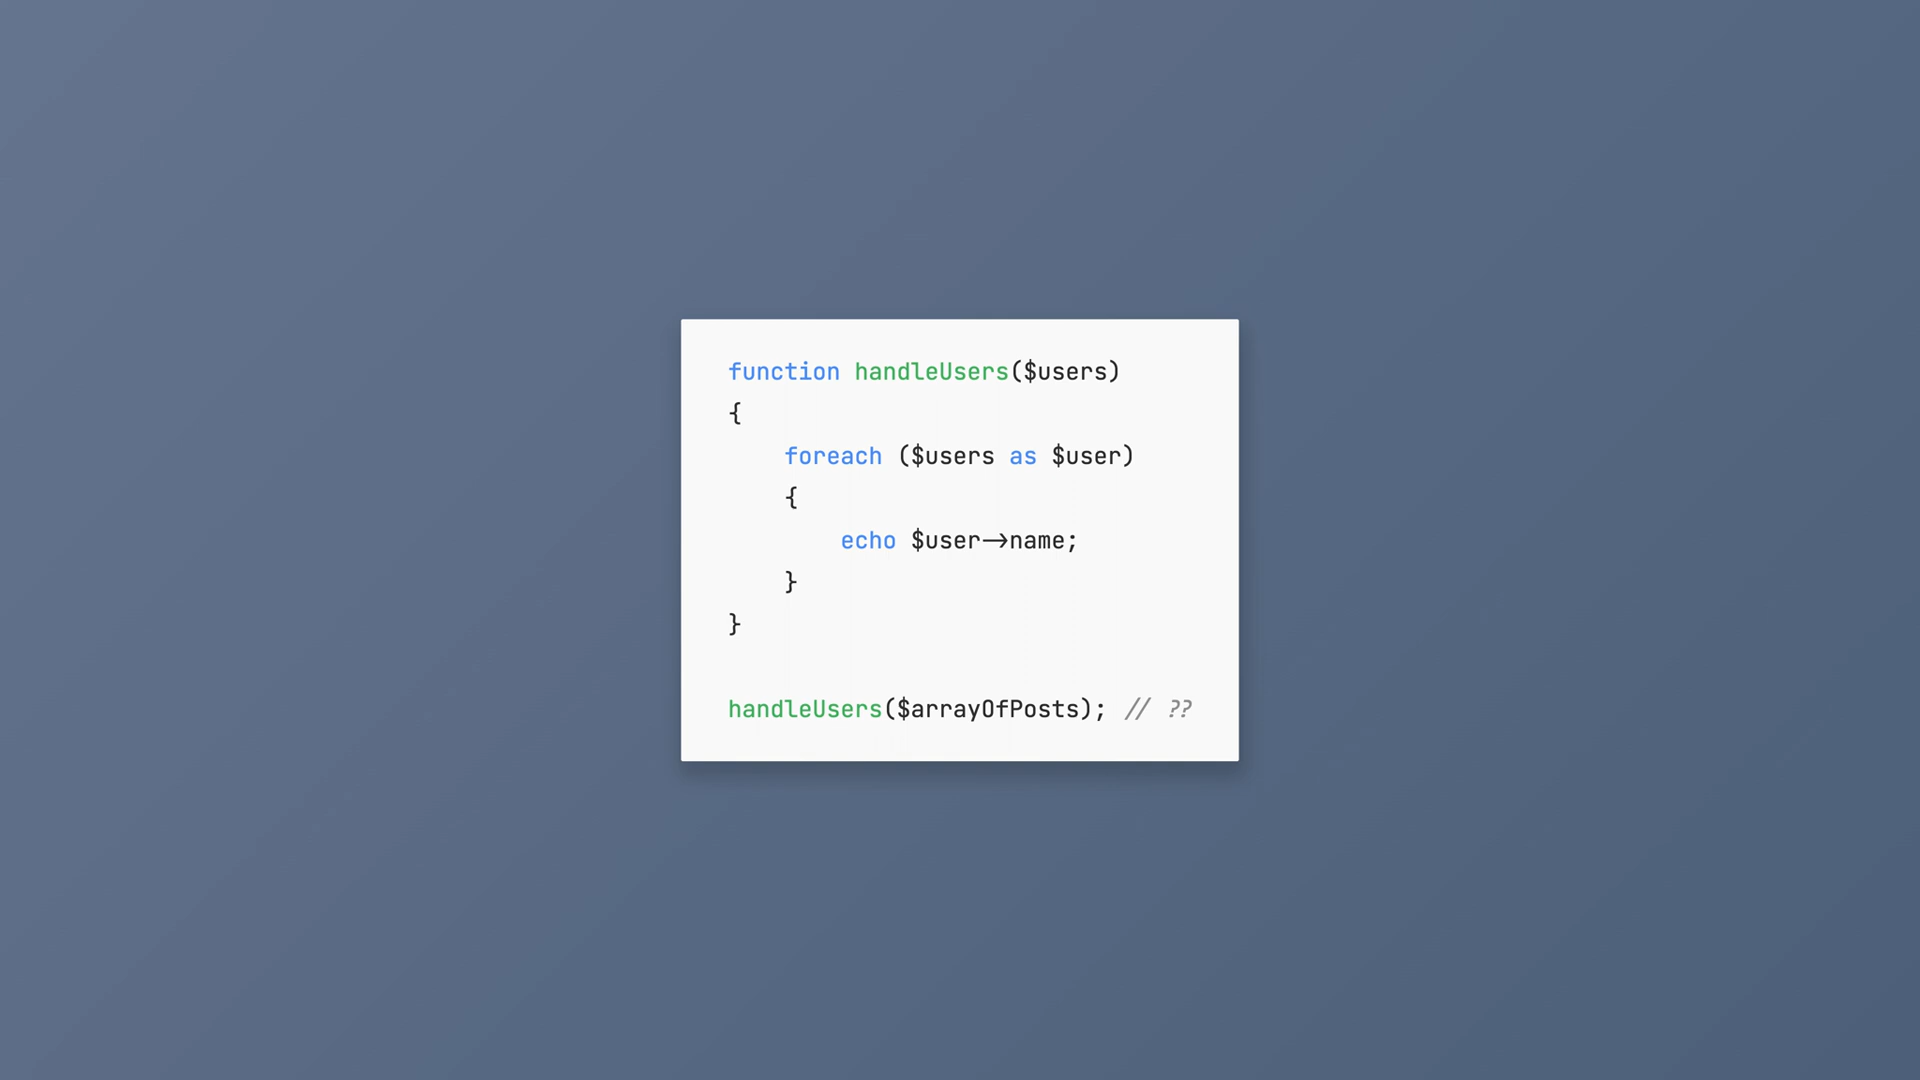 function handleUsers($users)
{
    foreach ($users as $user)
    {
        echo $user->name;
    }
}

handleUsers($arrayOfPosts); // ??